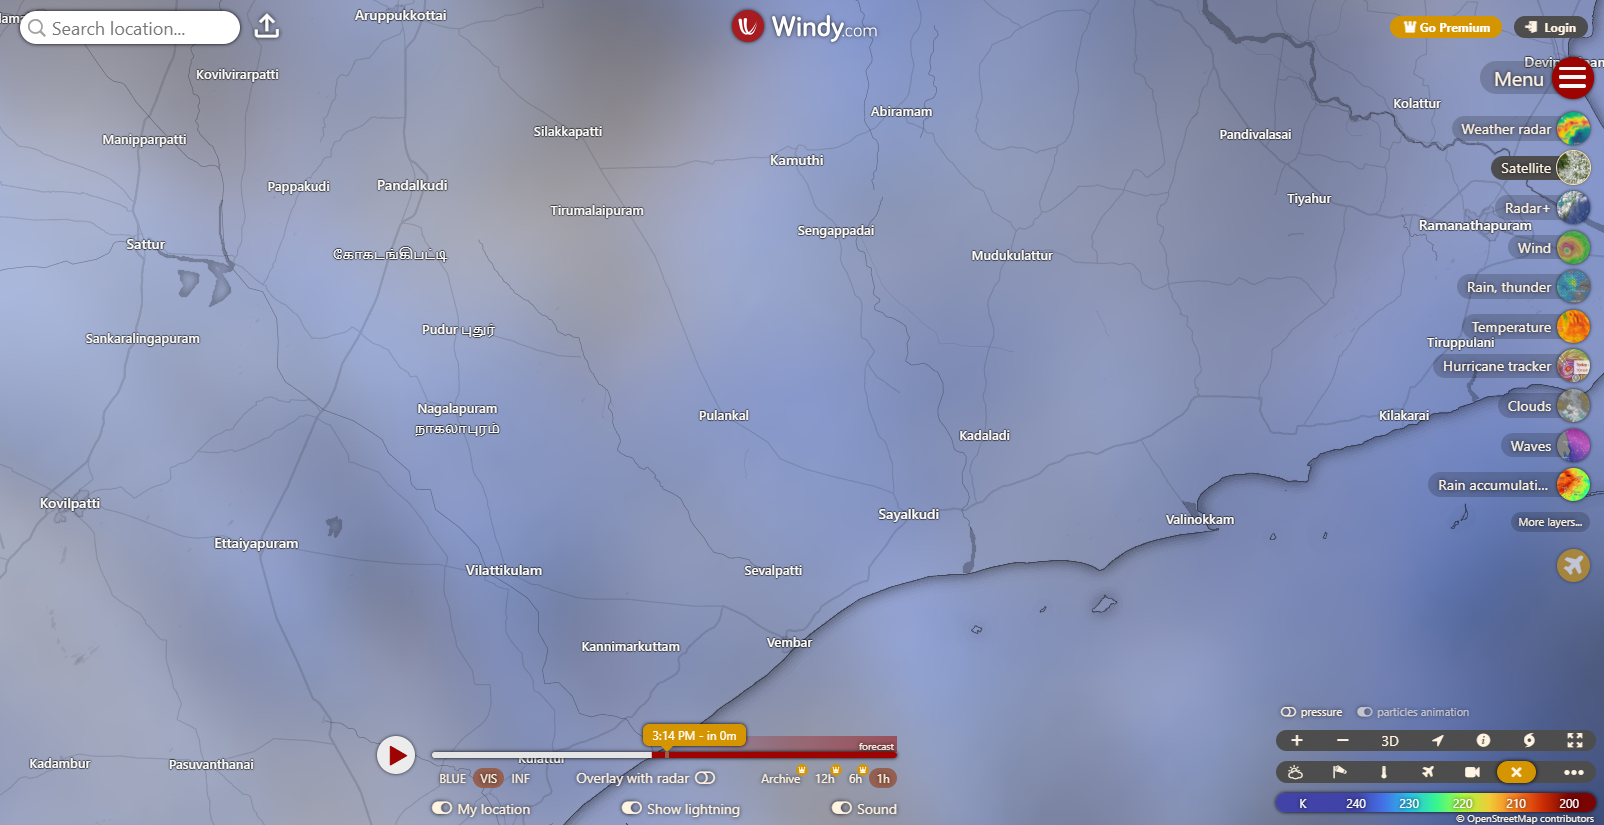 Aruppukkottai
Search location...
Windy.com
Go Premium
Login
Kovilvirarpatti
Menu
Kolattur
Abiramam
Weather radar
Silakkapatti
Pandivalasai
Manipparpatti
Kamuthi
Satellite
Pappakudi
Pandalkudi
Tiyahur
Radar+
Tirumalaipuram
Ramanathapuram
Sengappadai
Sattur
Wind
கோகடங்கிபட்டி
Mudukulattur
Rain, thunder
Pudur புதுர்
Temperature
Sankaralingapuram
Tiruppulani
Hurricane tracker
Nagalapuram
நாகலாபுரம்
Clouds
Pulankal
Kilakarai
Kadaladi
Waves
Rain accumulati...
Kovilpatti
Sayalkudi
Valinokkam
More layers...
Ettaiyapuram
Vilattikulam
Sevalpatti
Kannimarkuttam
Vembar
pressure
particles animation
3:14 PM - in 0m
forecast
3D
Kadambur
Pasuvanthanai
Kulattur
BLUE VIS INF
Overlay with radar
Archive 12h 6h 1h
My location
Show lightning
Sound
K 240 230 220 210 200
© OpenStreetMap contributors